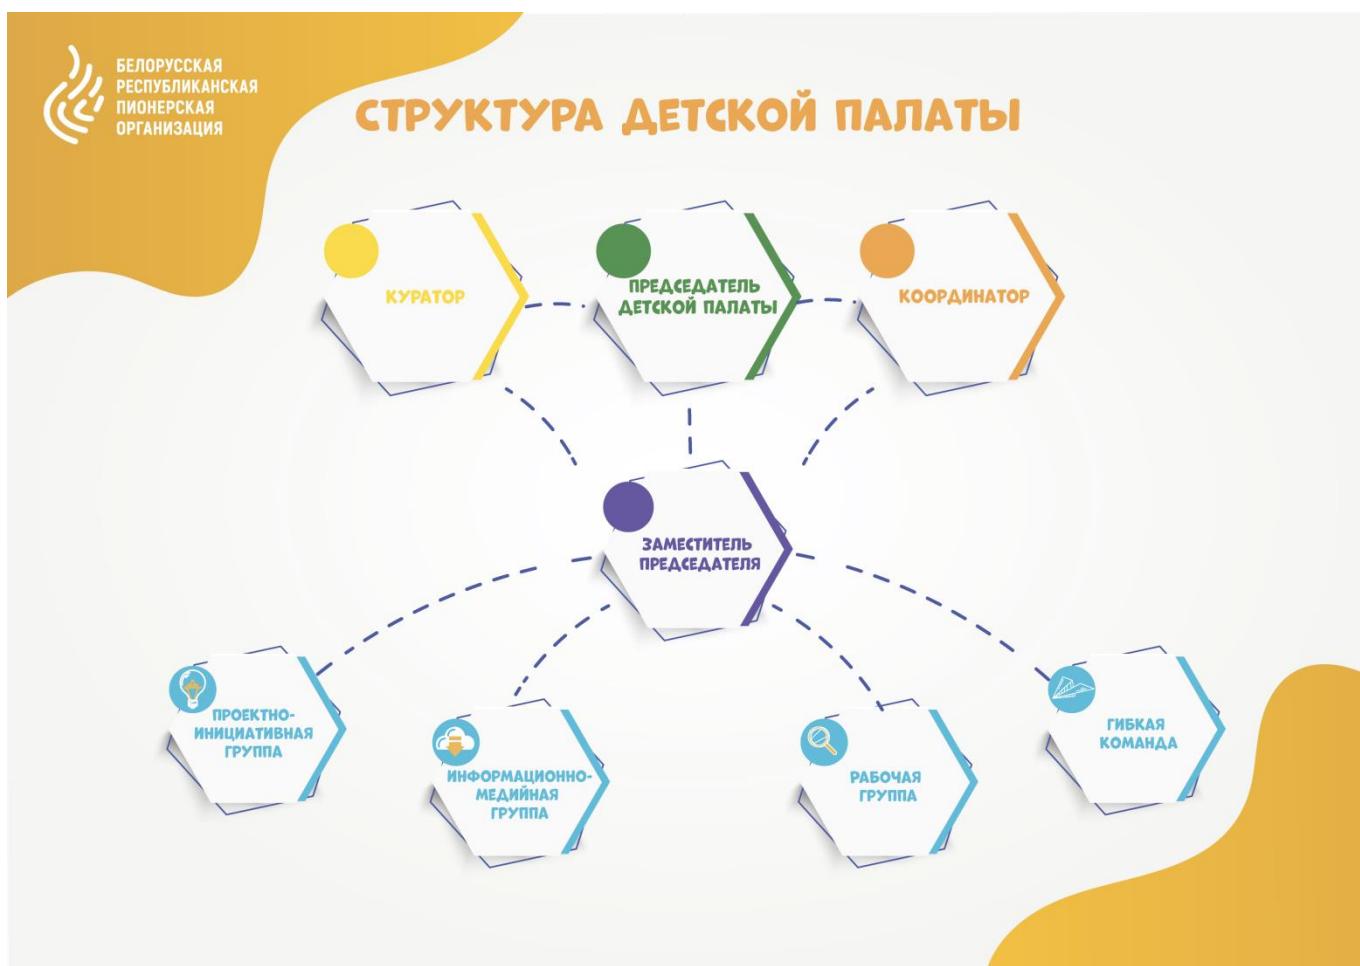 БЕЛОРУССКАЯ
РЕСПУБЛИКАНСКАЯ
ПИОНЕРСКАЯ
ОРГАНИЗАЦИЯ
СТРУКТУРА ДЕТСКОЙ ПАЛАТЫ
КУРАТОР
ПРЕДСЕДАТЕЛЬ
ДЕТСКОЙ ПАЛАТЫ
КООРДИНАТОР
ЗАМЕСТИТЕЛЬ
ПРЕДСЕДАТЕЛЯ
ПРОЕКТНО-
ИНИЦИАТИВНАЯ
ГРУППА
ИНФОРМАЦИОННО-
МЕДИЙНАЯ
ГРУППА
РАБОЧАЯ
ГРУППА
ГИБКАЯ
КОМАНДА